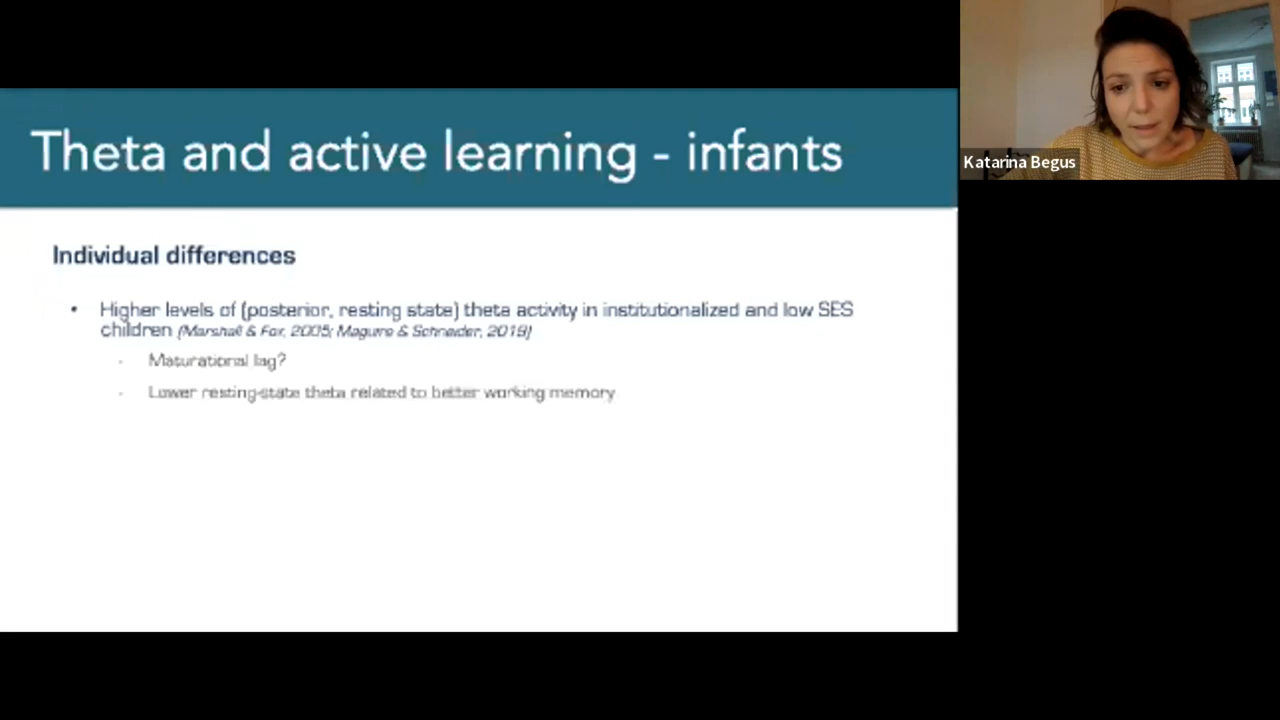 Theta and active learning - infants
Katarina Begus
Individual differences
• Higher levels of (posterior, resting state) theta activity in institutionalized and low SES
children (Marshall & Fox, 2005; Maguire & Schneider, 2019)
- Maturational lag?
- Lower resting-state theta related to better working memory